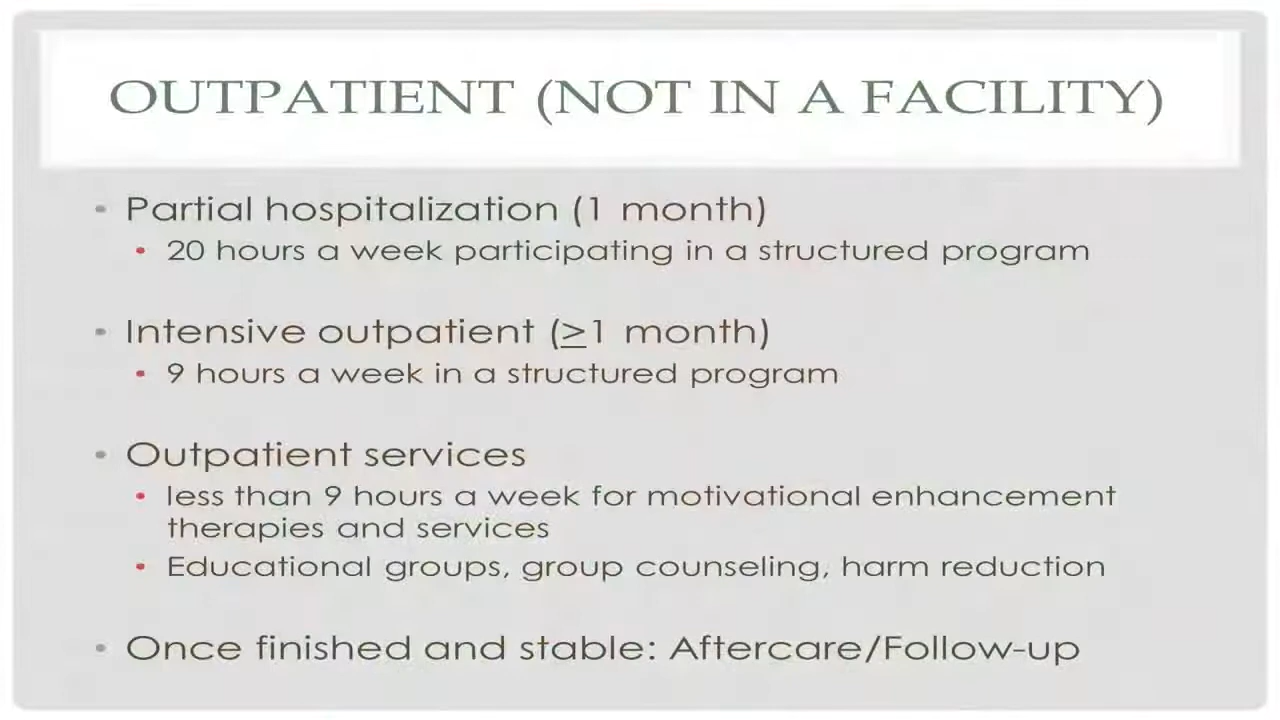 OUTPATIENT (NOT IN A FACILITY)
• Partial hospitalization (1 month)
• 20 hours a week participating in a structured program
• Intensive outpatient (≥1 month)
• 9 hours a week in a structured program
• Outpatient services
• less than 9 hours a week for motivational enhancement
therapies and services
• Educational groups, group counseling, harm reduction
• Once finished and stable: Aftercare/Follow-up